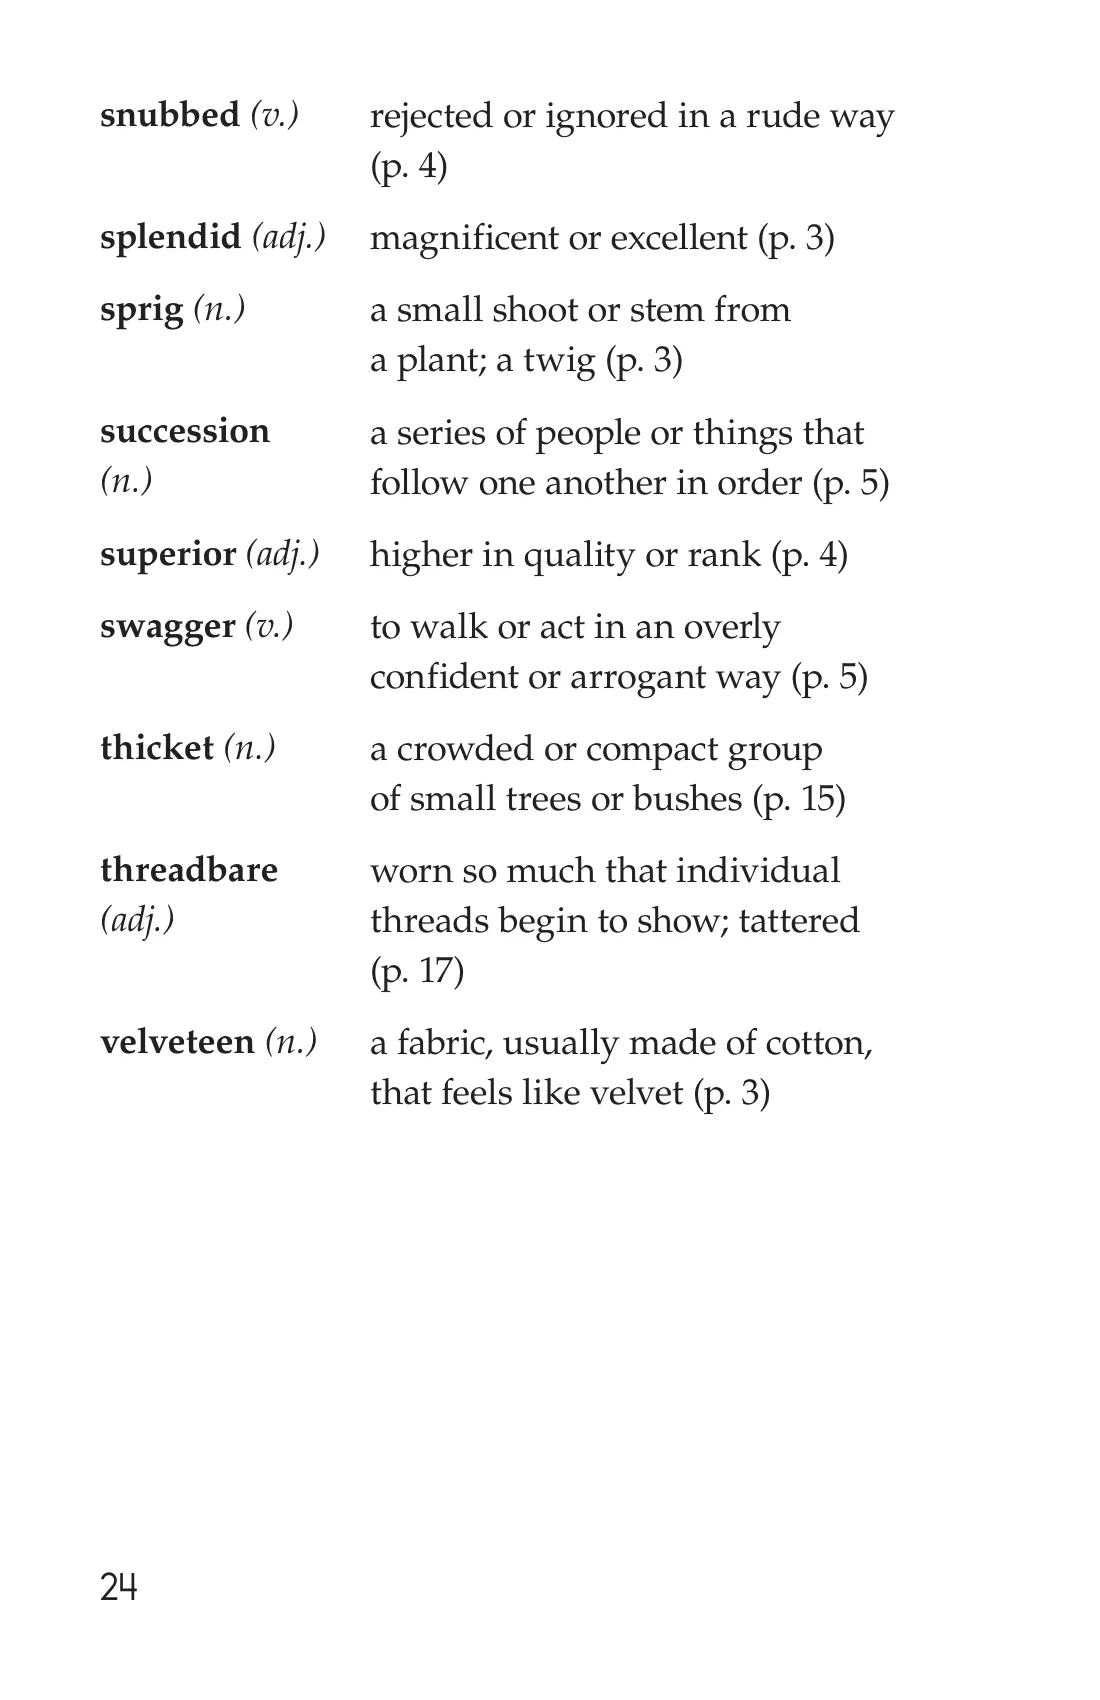 snubbed (v.) rejected or ignored in a rude way
(p. 4)
splendid (adj.) magnificent or excellent (p. 3)
sprig (n.) a small shoot or stem from
a plant; a twig (p. 3)
succession a series of people or things that
(n.) follow one another in order (p. 5)
superior (adj.) higher in quality or rank (p. 4)
swagger (v.) to walk or act in an overly
confident or arrogant way (p. 5)
thicket (n.) a crowded or compact group
of small trees or bushes (p. 15)
threadbare worn so much that individual
(adj.) threads begin to show; tattered
(p. 17)
velveteen (n.) a fabric, usually made of cotton,
that feels like velvet (p. 3)
24